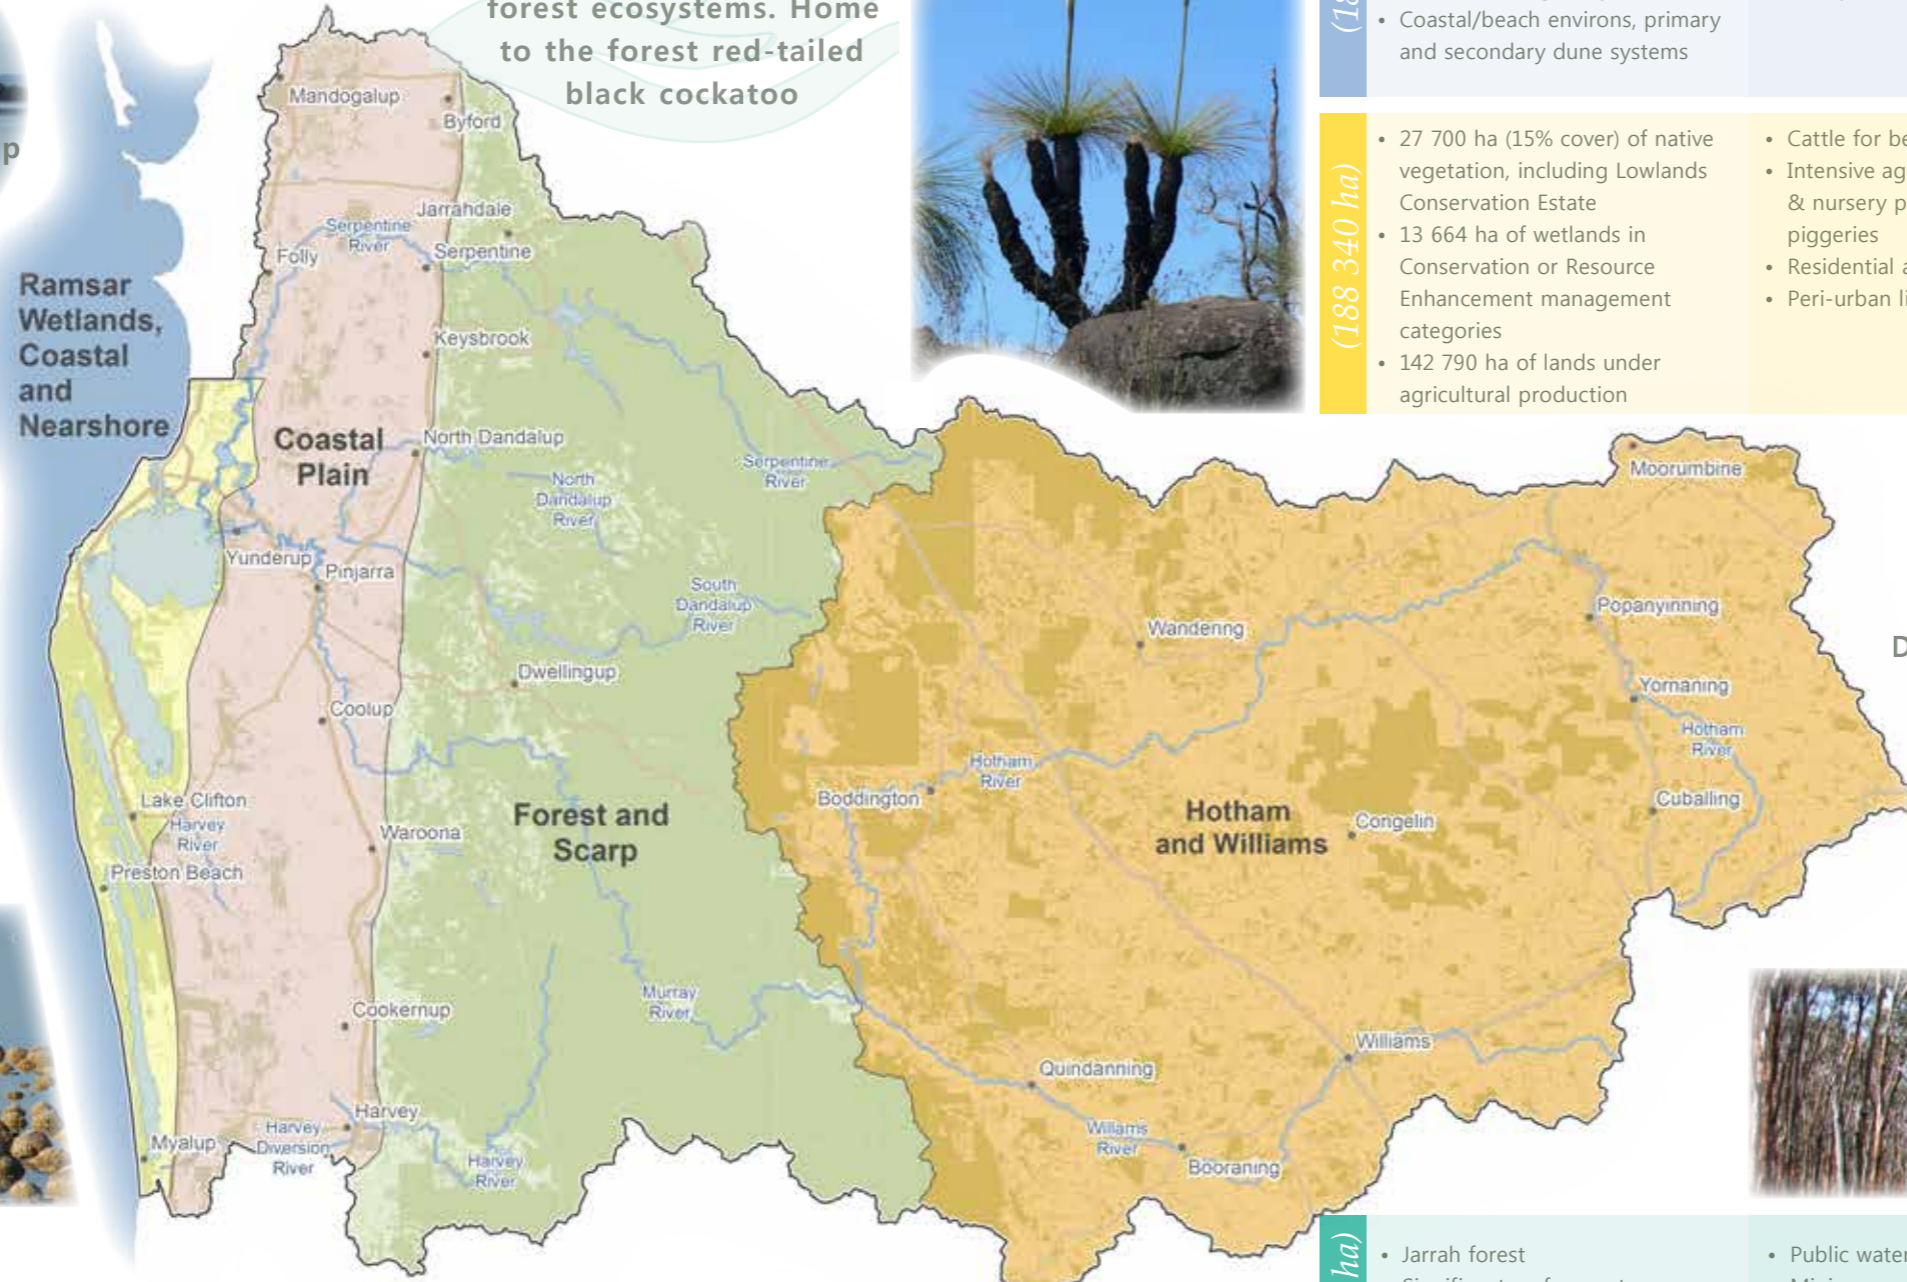 forest ecosystems. Home
to the forest red-tailed
black cockatoo
• Coastal/beach environs, primary
and secondary dune systems
(188 340 ha)
• 27 700 ha (15% cover) of native
vegetation, including Lowlands
Conservation Estate
• 13 664 ha of wetlands in
Conservation or Resource
Enhancement management
categories
• 142 790 ha of lands under
agricultural production
• Cattle for
• Intensive
& nursery
piggeries
• Residential
• Peri-urban
Mandogalup
Byford
Jarrahdale
Serpentine
River
Folly
Serpentine
Ramsar
Wetlands,
Coastal
and
Nearshore
Keysbrook
Coastal
Plain
North Dandalup
North
Dandalup
River
Serpentine
River
Moorumbine
Yunderup
Pinjarra
South
Dandalup
River
Popanyinning
Wandering
Dwellingup
Coolup
Yornaning
Hotham
River
Hotham
River
Boddington
Cuballing
Lake Clifton
Harvey
River
Forest and
Scarp
Hotham
and Williams
Congelin
Waroona
Preston Beach
Murray
River
Cookernup
Williams
Quindanning
Harvey
Harvey
Diversion
River
Myalup
Harvey
River
Williams
River
Booraning
ha)
• Jarrah forest
• Public